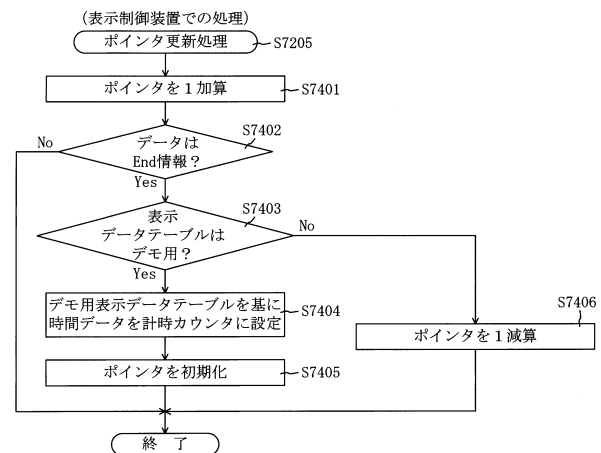 (表示制御装置での処理)
ポインタ更新処理
S7205
ポインタを１加算
S7401
S7402
No
データは
End情報？
Yes
S7403
表示
データテーブルは
デモ用？
No
Yes
デモ用表示データテーブルを基に
時間データを計時カウンタに設定
S7404
S7406
ポインタを１減算
ポインタを初期化
S7405
終　了